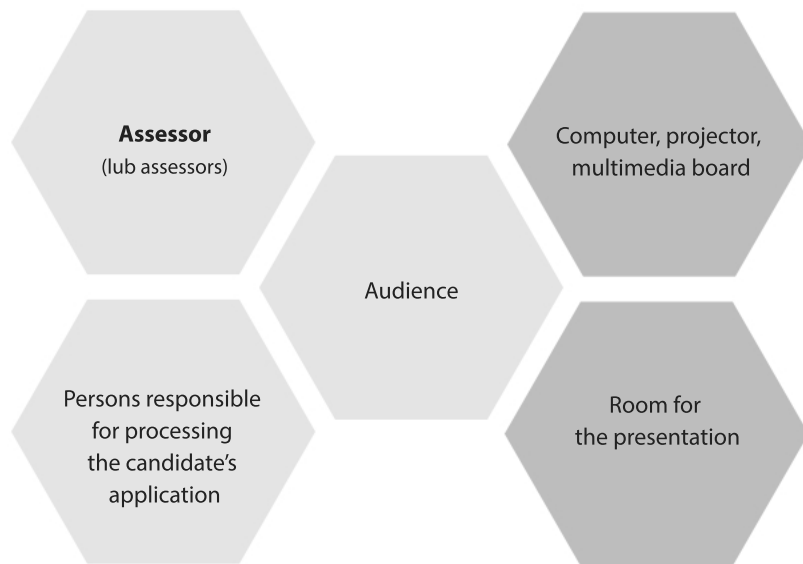 Assessor
(lub assessors)
Computer, projector,
multimedia board
Audience
Persons responsible
for processing
the candidate’s
application
Room for
the presentation